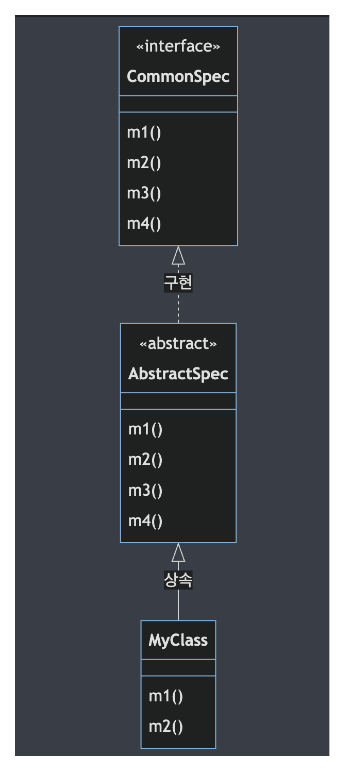 «interface»
CommonSpec
m1()
m2()
m3()
m4()
구현
«abstract»
AbstractSpec
m1()
m2()
m3()
m4()
상속
MyClass
m1()
m2()